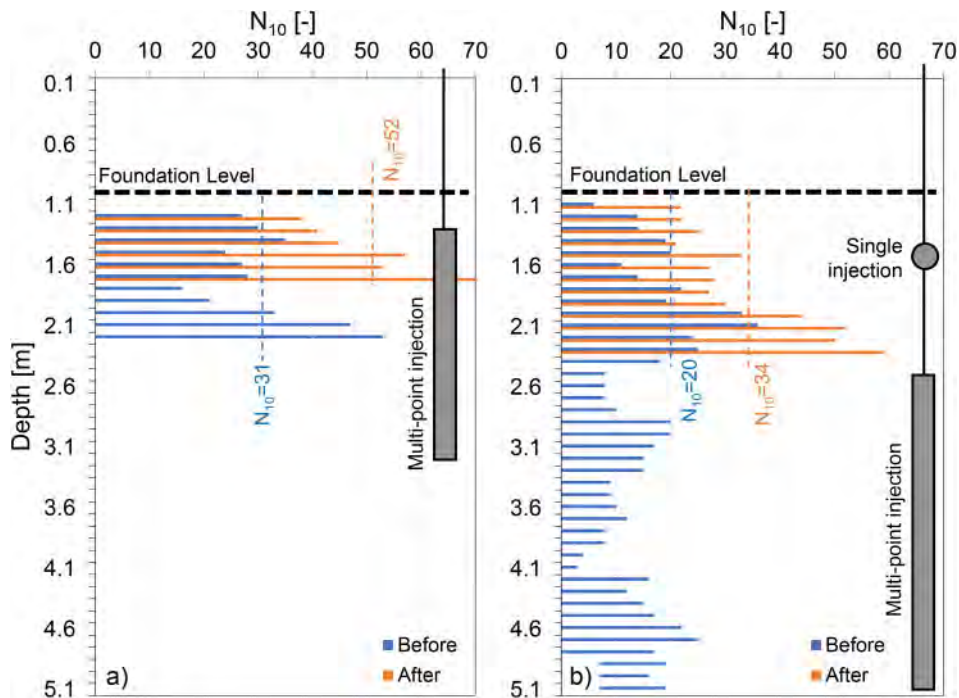 N10 [-]
0 10 20 30 40 50 60 70
0.1
0.6
1.1
1.6
2.1
2.6
3.1
3.6
4.1
4.6
5.1
Depth [m]
Foundation Level
N10=52
N10=31
Multi-point injection
Before
After
a)
N10 [-]
0 10 20 30 40 50 60 70
0.1
0.6
1.1
1.6
2.1
2.6
3.1
3.6
4.1
4.6
5.1
Foundation Level
Single
injection
N10=20
N10=34
Multi-point injection
Before
After
b)